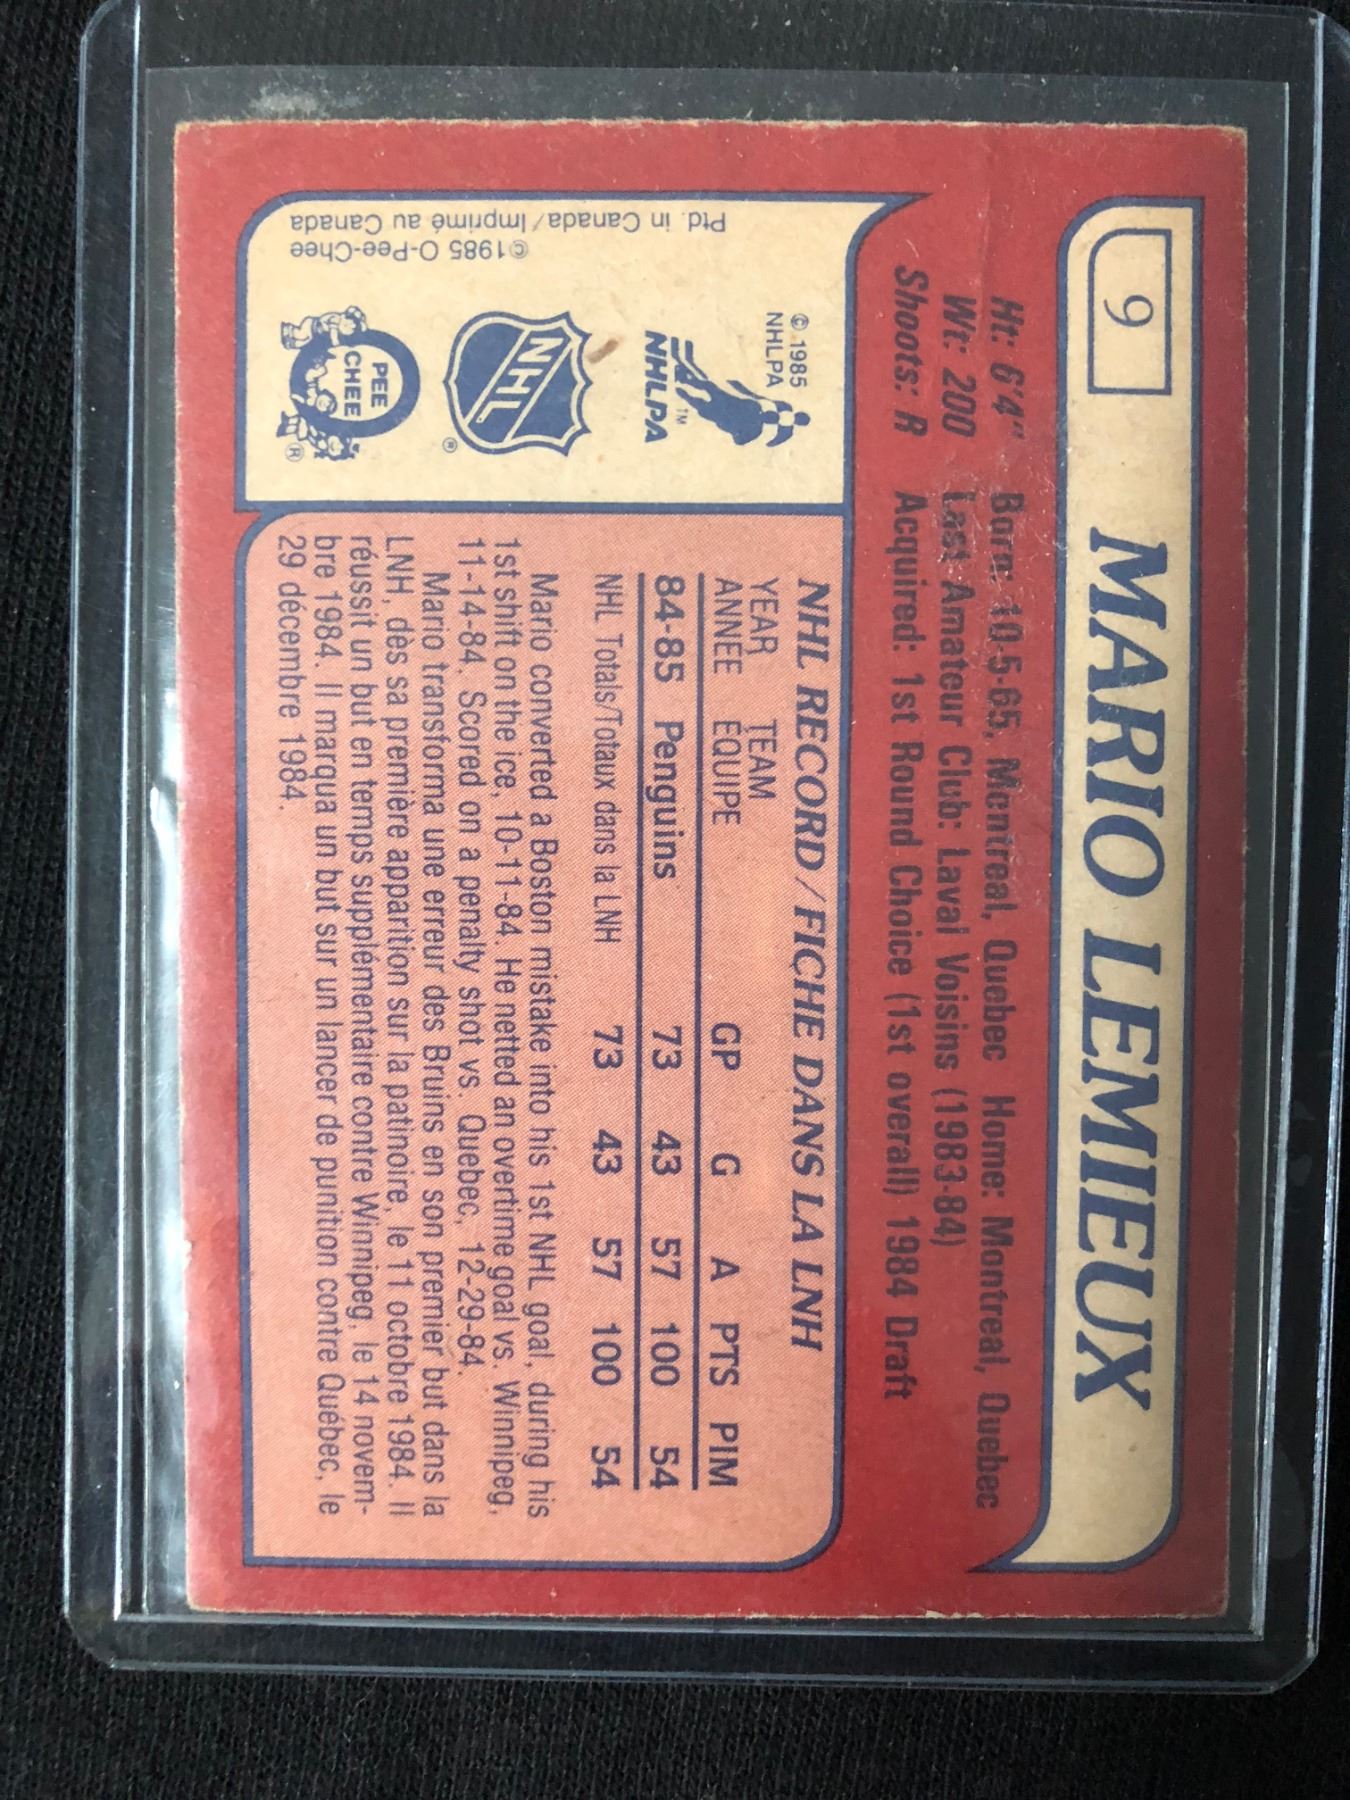 9
MARIO LEMIEUX
Ht: 6'4" Born: 10-5-65, Montreal, Quebec Home: Montreal, Quebec
Wt: 200 Last Amateur Club: Laval Voisins (1983-84)
Shoots: R Acquired: 1st Round Choice (1st overall) 1984 Draft
© 1985
NHLPA
™
NHLPA
NHL
®
PEE
CHEE
®
©1985 O-Pee-Chee
Ptd. in Canada/Imprimé au Canada
NHL RECORD/FICHE DANS LA LNH
YEAR TEAM
ANNÉE ÉQUIPE GP G A PTS PIM
84-85 Penguins 73 43 57 100 54
NHL Totals/Totaux dans la LNH 73 43 57 100 54
Mario converted a Boston mistake into his 1st NHL goal, during his
1st shift on the ice, 10-11-84. He netted an overtime goal vs. Winnipeg,
11-14-84. Scored on a penalty shot vs. Quebec, 12-29-84.
Mario transforma une erreur des Bruins en son premier but dans la
LNH, dès sa première apparition sur la patinoire, le 11 octobre 1984. Il
réussit un but en temps supplémentaire contre Winnipeg, le 14 novem-
bre 1984. Il marqua un but sur un lancer de punition contre Québec, le
29 décembre 1984.